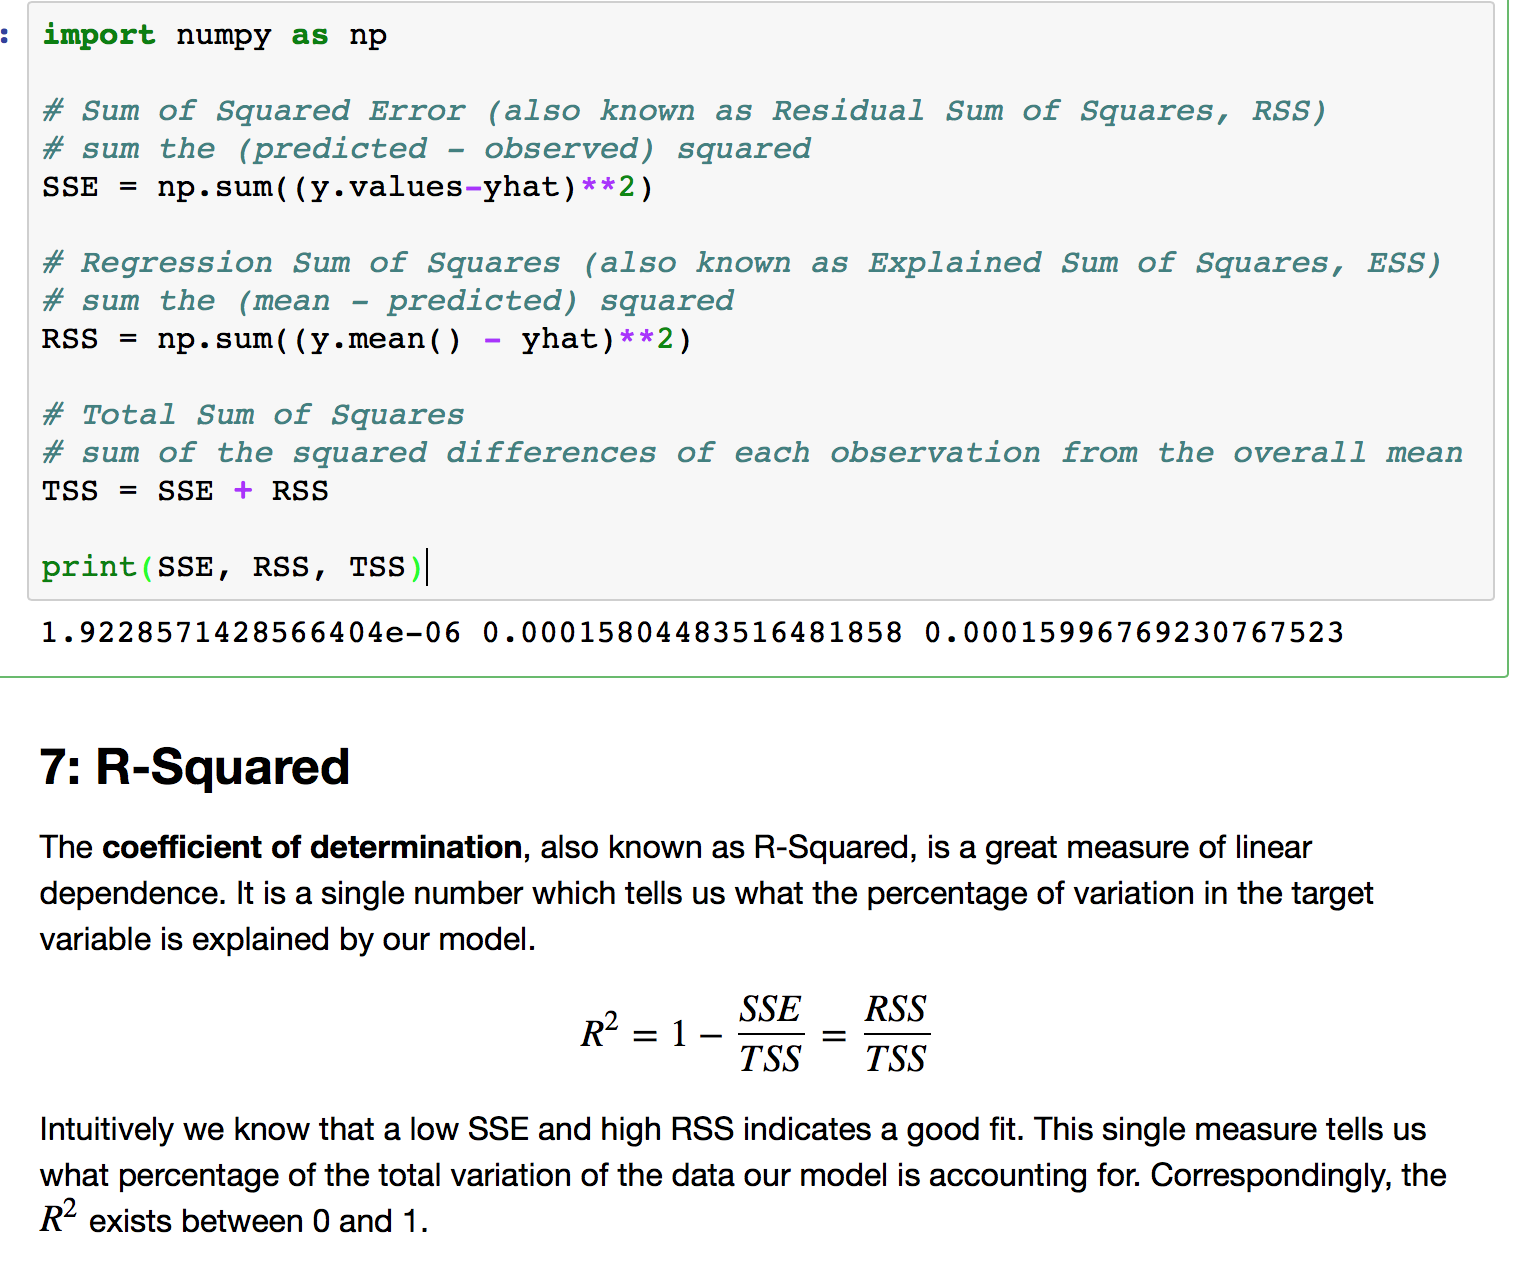 :
import numpy as np
# Sum of Squared Error (also known as Residual Sum of Squares, RSS)
# sum the (predicted - observed) squared
SSE = np.sum((y.values-yhat)**2)
# Regression Sum of Squares (also known as Explained Sum of Squares, ESS)
# sum the (mean - predicted) squared
RSS = np.sum((y.mean() - yhat)**2)
# Total Sum of Squares
# sum of the squared differences of each observation from the overall mean
TSS = SSE + RSS
print(SSE, RSS, TSS)
1.9228571428566404e-06 0.00015804483516481858 0.00015996769230767523
7: R-Squared
The coefficient of determination, also known as R-Squared, is a great measure of linear
dependence. It is a single number which tells us what the percentage of variation in the target
variable is explained by our model.
R² = 1 − SSE/TSS = RSS/TSS
Intuitively we know that a low SSE and high RSS indicates a good fit. This single measure tells us
what percentage of the total variation of the data our model is accounting for. Correspondingly, the
R² exists between 0 and 1.